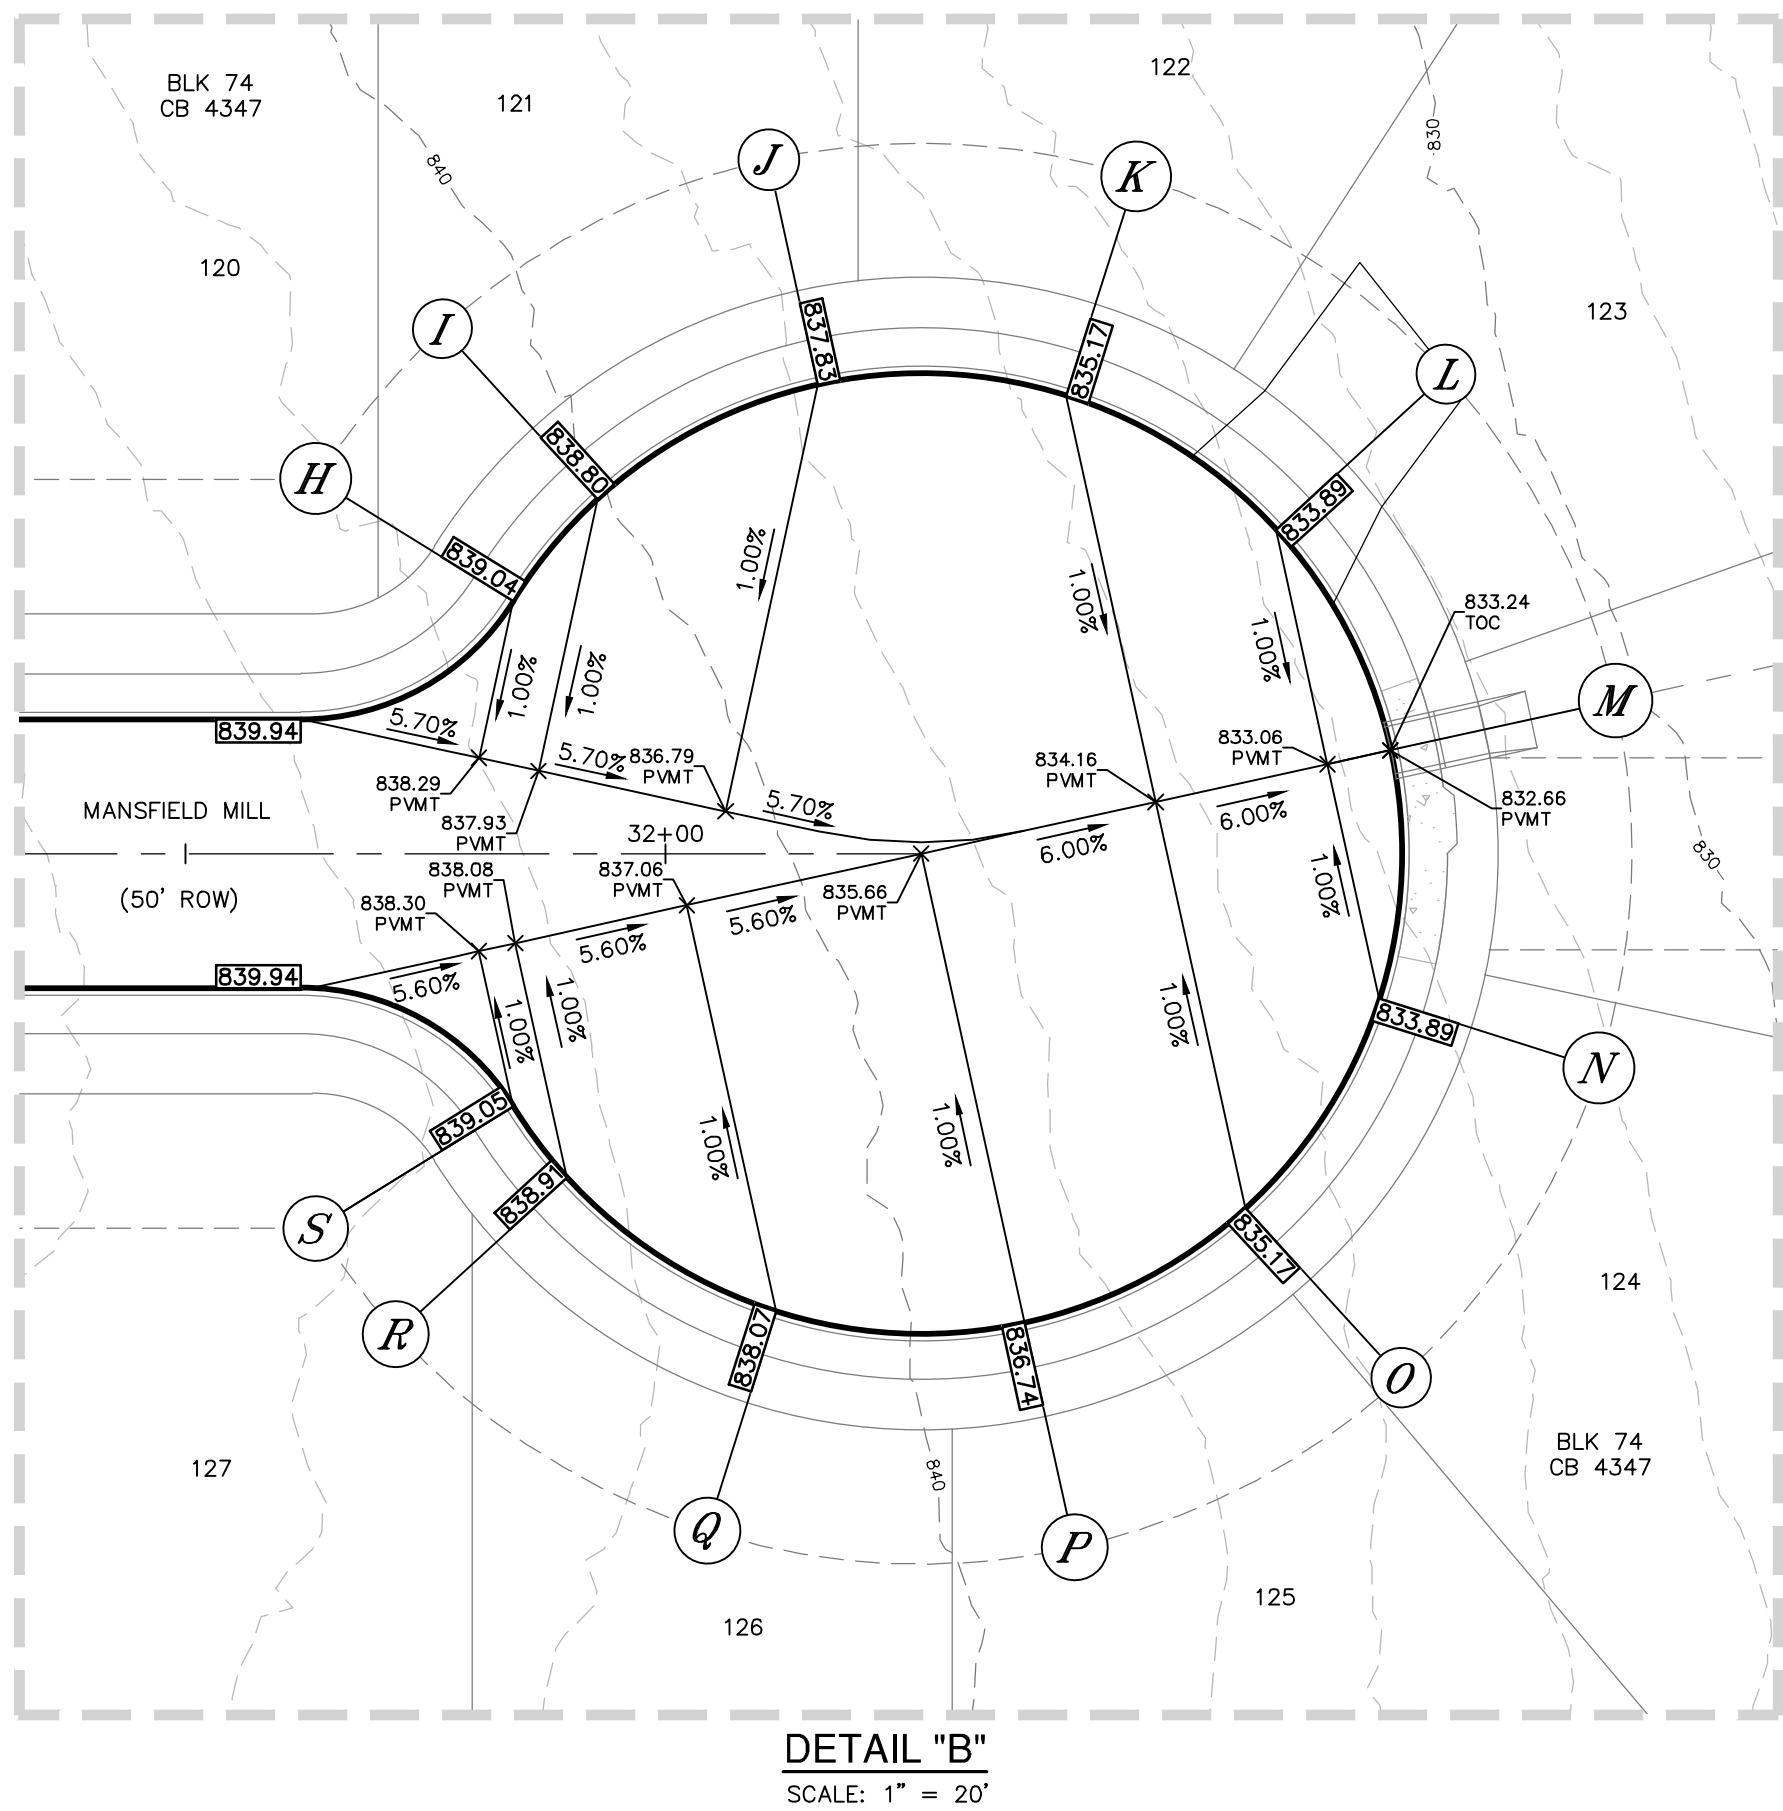 BLK 74
CB 4347
121
122
830
840
J
K
120
123
I
L
837.83
835.17
838.80
833.89
H
839.04
1.00%
1.00%
1.00%
1.00%
1.00%
833.24
TOC
M
839.94
5.70%
5.70%
836.79
PVMT
5.70%
838.29
PVMT
837.93
PVMT
834.16
PVMT
833.06
PVMT
832.66
PVMT
6.00%
6.00%
MANSFIELD MILL
32+00
830
(50' ROW)
838.08
PVMT
837.06
PVMT
835.66
PVMT
838.30
PVMT
5.60%
5.60%
5.60%
1.00%
839.94
1.00%
1.00%
1.00%
833.89
N
839.05
1.00%
1.00%
838.91
S
R
835.17
838.07
836.74
O
124
127
BLK 74
CB 4347
840
Q
P
125
126
DETAIL "B"
SCALE: 1" = 20'